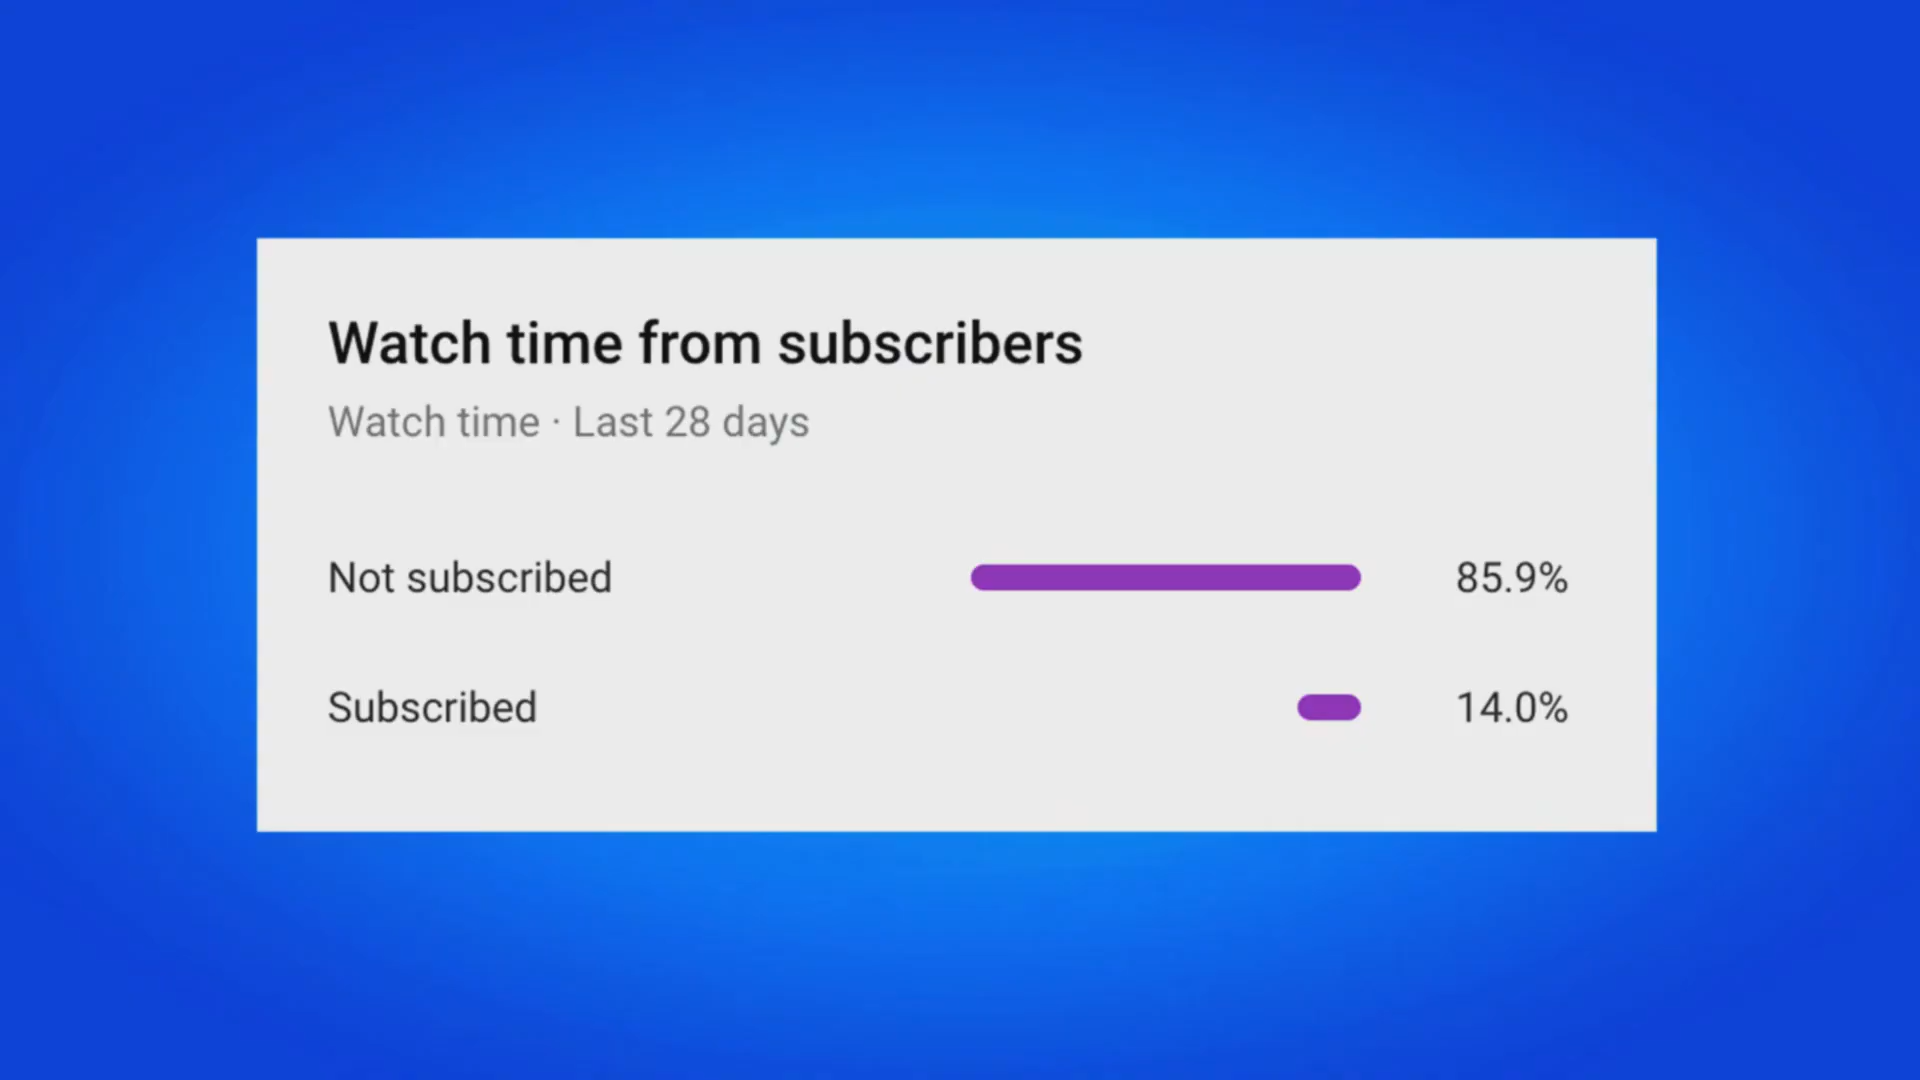 Watch time from subscribers
Watch time · Last 28 days
Not subscribed 85.9%
Subscribed 14.0%